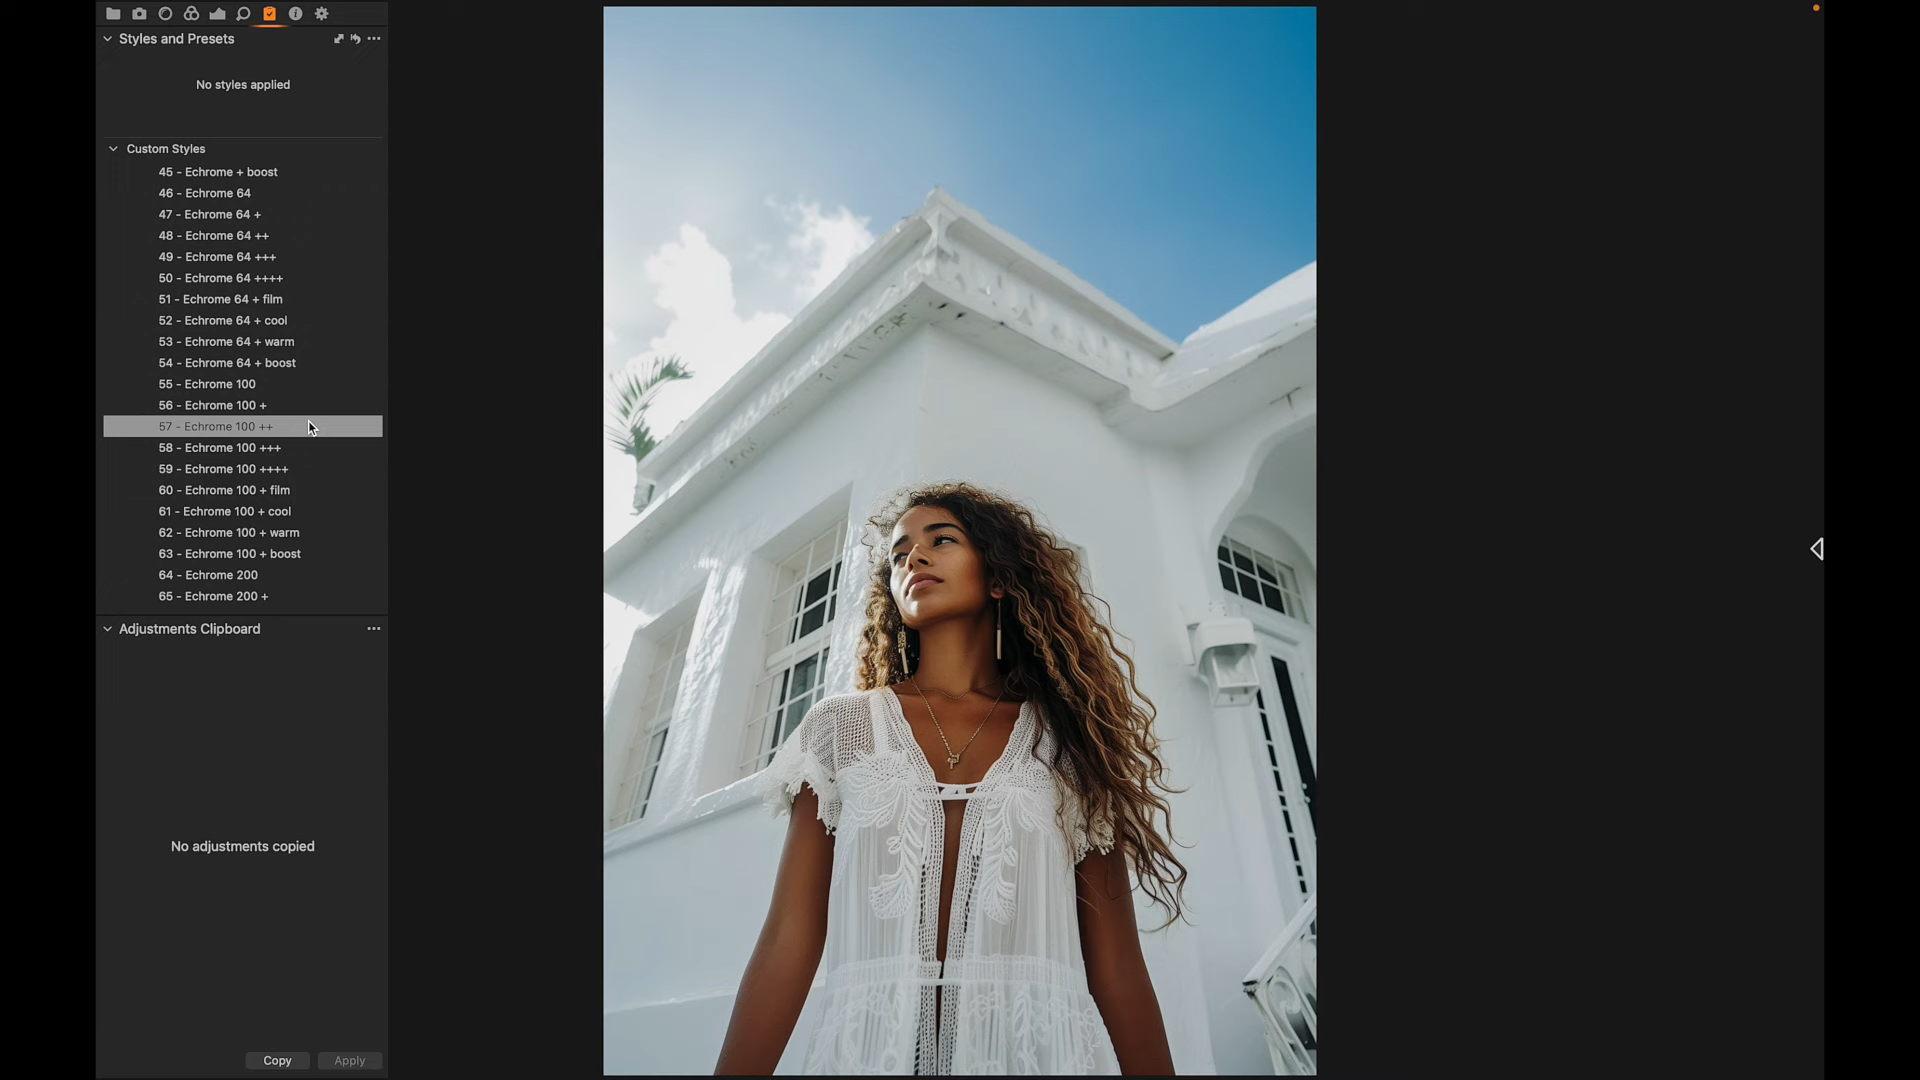 Styles and Presets
No styles applied
Custom Styles
45 - Echrome + boost
46 - Echrome 64
47 - Echrome 64 +
48 - Echrome 64 ++
49 - Echrome 64 +++
50 - Echrome 64 ++++
51 - Echrome 64 + film
52 - Echrome 64 + cool
53 - Echrome 64 + warm
54 - Echrome 64 + boost
55 - Echrome 100
56 - Echrome 100 +
57 - Echrome 100 ++
58 - Echrome 100 +++
59 - Echrome 100 ++++
60 - Echrome 100 + film
61 - Echrome 100 + cool
62 - Echrome 100 + warm
63 - Echrome 100 + boost
64 - Echrome 200
65 - Echrome 200 +
Adjustments Clipboard
No adjustments copied
Copy
Apply